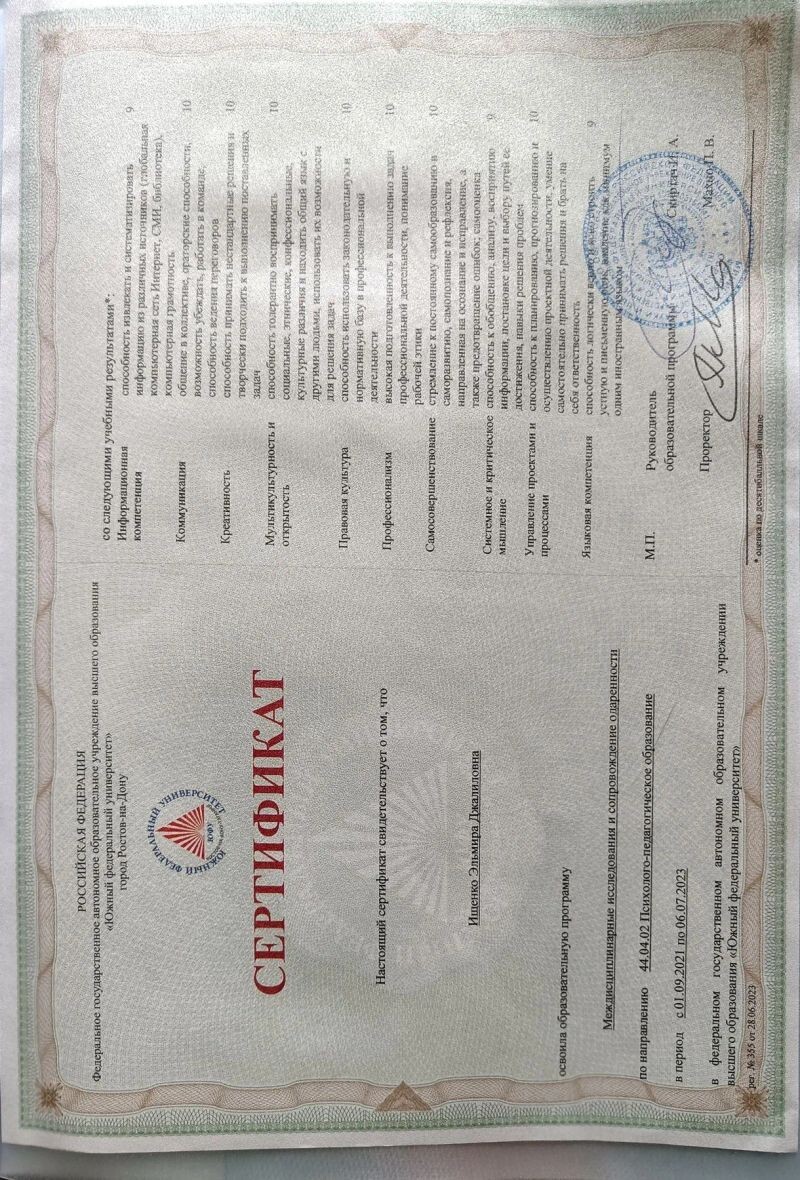 РОССИЙСКАЯ ФЕДЕРАЦИЯ
Федеральное государственное автономное образовательное учреждение высшего образования
«Южный федеральный университет»
город Ростов-на-Дону
ЮЖНЫЙ ФЕДЕРАЛЬНЫЙ УНИВЕРСИТЕТ
ЮФУ
СЕРТИФИКАТ
Настоящий сертификат свидетельствует о том, что
Ищенко Эльмира Джалиловна
освоила образовательную программу
Междисциплинарные исследования и сопровождение одаренности
по направлению 44.04.02 Психолого-педагогическое образование
в период с 01.09.2021 по 06.07.2023
в федеральном государственном автономном образовательном учреждении
высшего образования «Южный федеральный университет»
рег. № 355 от 28.06.2023
со следующими учебными результатами*:
Информационная компетенция
способность извлекать и систематизировать 9
информацию из различных источников (глобальная
компьютерная сеть Интернет, СМИ, библиотека),
компьютерная грамотность
Коммуникация
общение в коллективе, ораторские способности, 10
возможность убеждать, работать в команде,
способность ведения переговоров
Креативность
способность принимать нестандартные решения и 10
творчески подходить к выполнению поставленных
задач
Мультикультурность и открытость
способность толерантно воспринимать 10
социальные, этнические, конфессиональные,
культурные различия и находить общий язык с
другими людьми, использовать их возможности
для решения задач
Правовая культура
способность использовать законодательную и 10
нормативную базу в профессиональной
деятельности
Профессионализм
высокая подготовленность к выполнению задач 10
профессиональной деятельности, понимание
рабочей этики
Самосовершенствование
стремление к постоянному самообразованию и 10
саморазвитию, самопознание и рефлексия,
направленная на осознание и исправление, а
также предотвращение ошибок; самооценка
Системное и критическое мышление
способность к обобщению, анализу, восприятию 9
информации, постановке цели и выбору путей ее
достижения, навыки решения проблем
Управление проектами и процессами
способность к планированию, прогнозированию и 10
осуществлению проектной деятельности, умение
самостоятельно принимать решения и брать на
себя ответственность
Языковая компетенция
способность логически верно строить 9
устную и письменную речь, владение как минимум
одним иностранным языком
М.П.
Руководитель
образовательной программы
А.
Проректор
Махно П. В.
* оценка по десятибалльной шкале